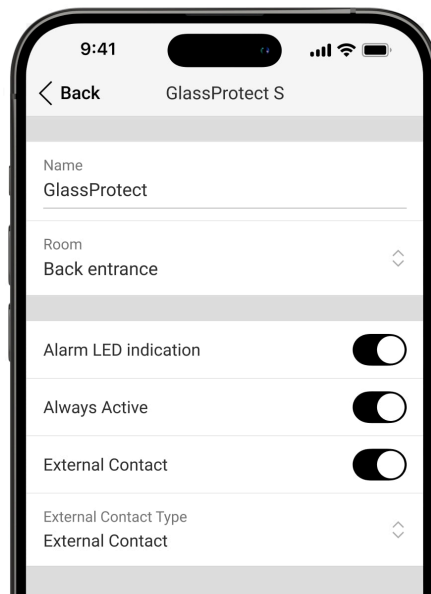 9:41
Back GlassProtect S
Name
GlassProtect
Room
Back entrance
Alarm LED indication
Always Active
External Contact
External Contact Type
External Contact